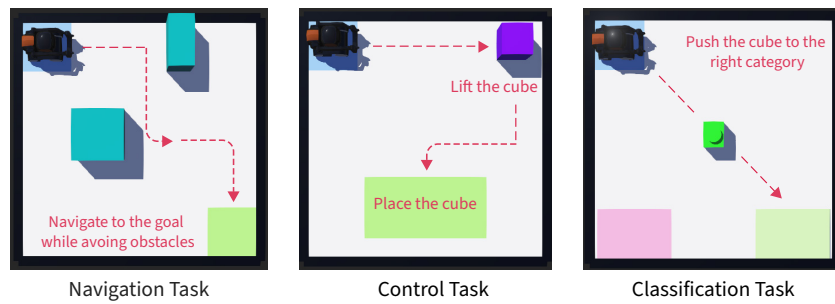 Navigate to the goal
while avoing obstacles
Navigation Task
Lift the cube
Place the cube
Control Task
Push the cube to the
right category
Classification Task